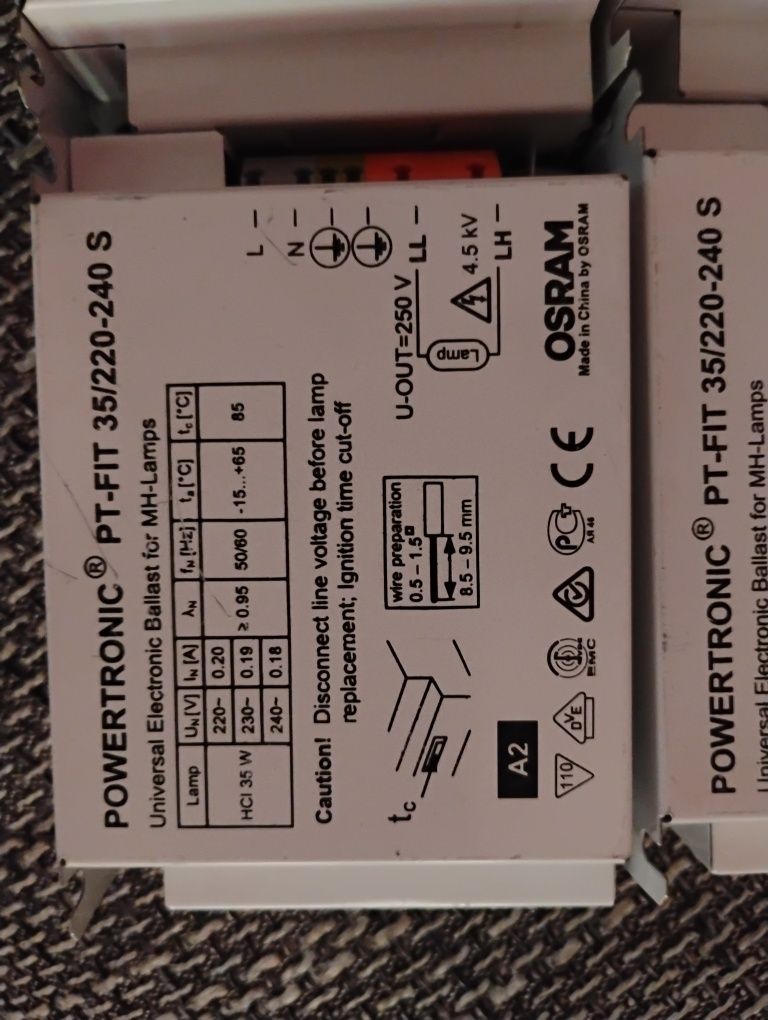 POWERTRONIC® PT-FIT 35/220-240 S
Universal Electronic Ballast for MH-Lamps
Lamp UN[V] IN[A] λN fN[Hz] ta[°C] tc[°C]
HCI 35 W 220~ 0.20 ≥ 0.95 50/60 -15...+65 85
230~ 0.19
240~ 0.18
Caution! Disconnect line voltage before lamp
replacement; Ignition time cut-off
L
N
U-OUT=250 V
LL
Lamp
4.5 kV
LH
wire preparation
0.5 – 1.5
8.5 – 9.5 mm
tc
A2
110
DVE
EMC
PC
AR 46
CE
OSRAM
Made in China by OSRAM
POWERTRONIC® PT-FIT 35/220-240 S
Universal Electronic Ballast for MH-Lamps